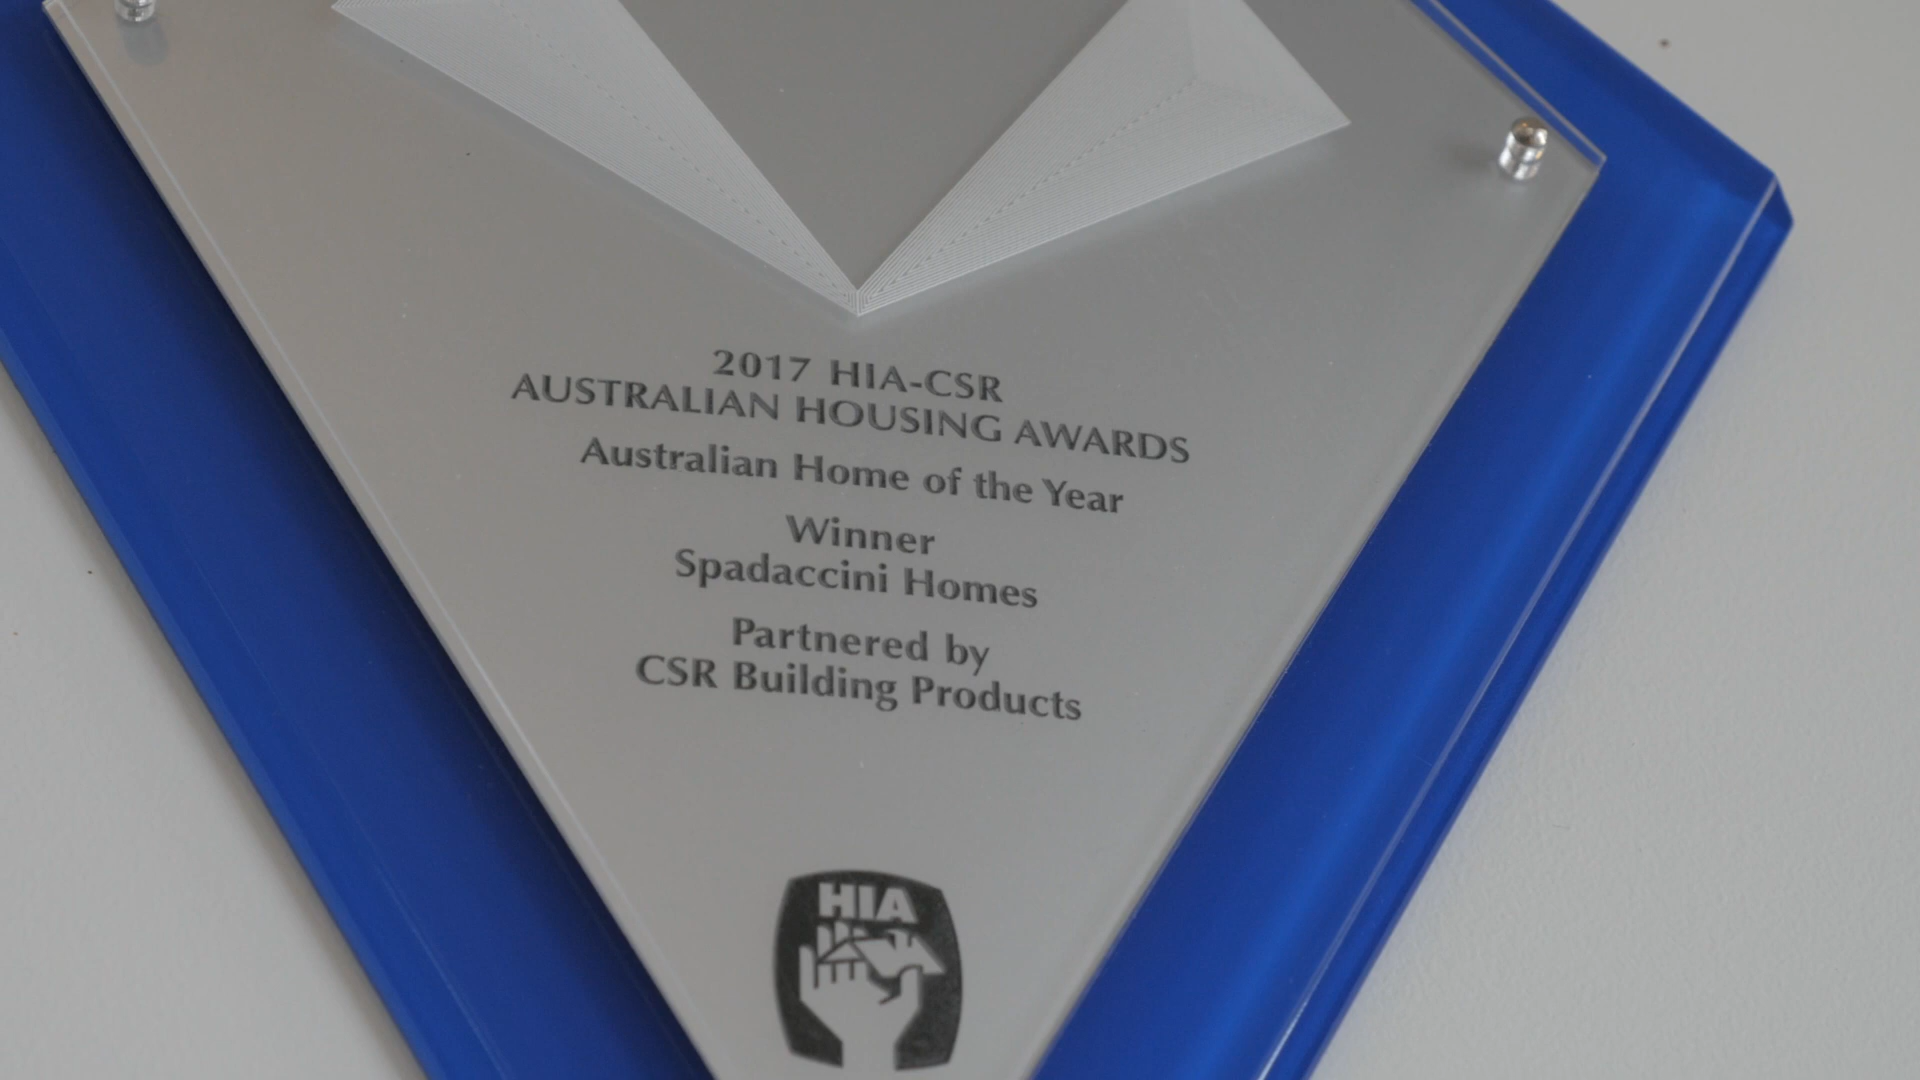 2017 HIA-CSR
AUSTRALIAN HOUSING AWARDS
Australian Home of the Year
Winner
Spadaccini Homes
Partnered by
CSR Building Products
HIA